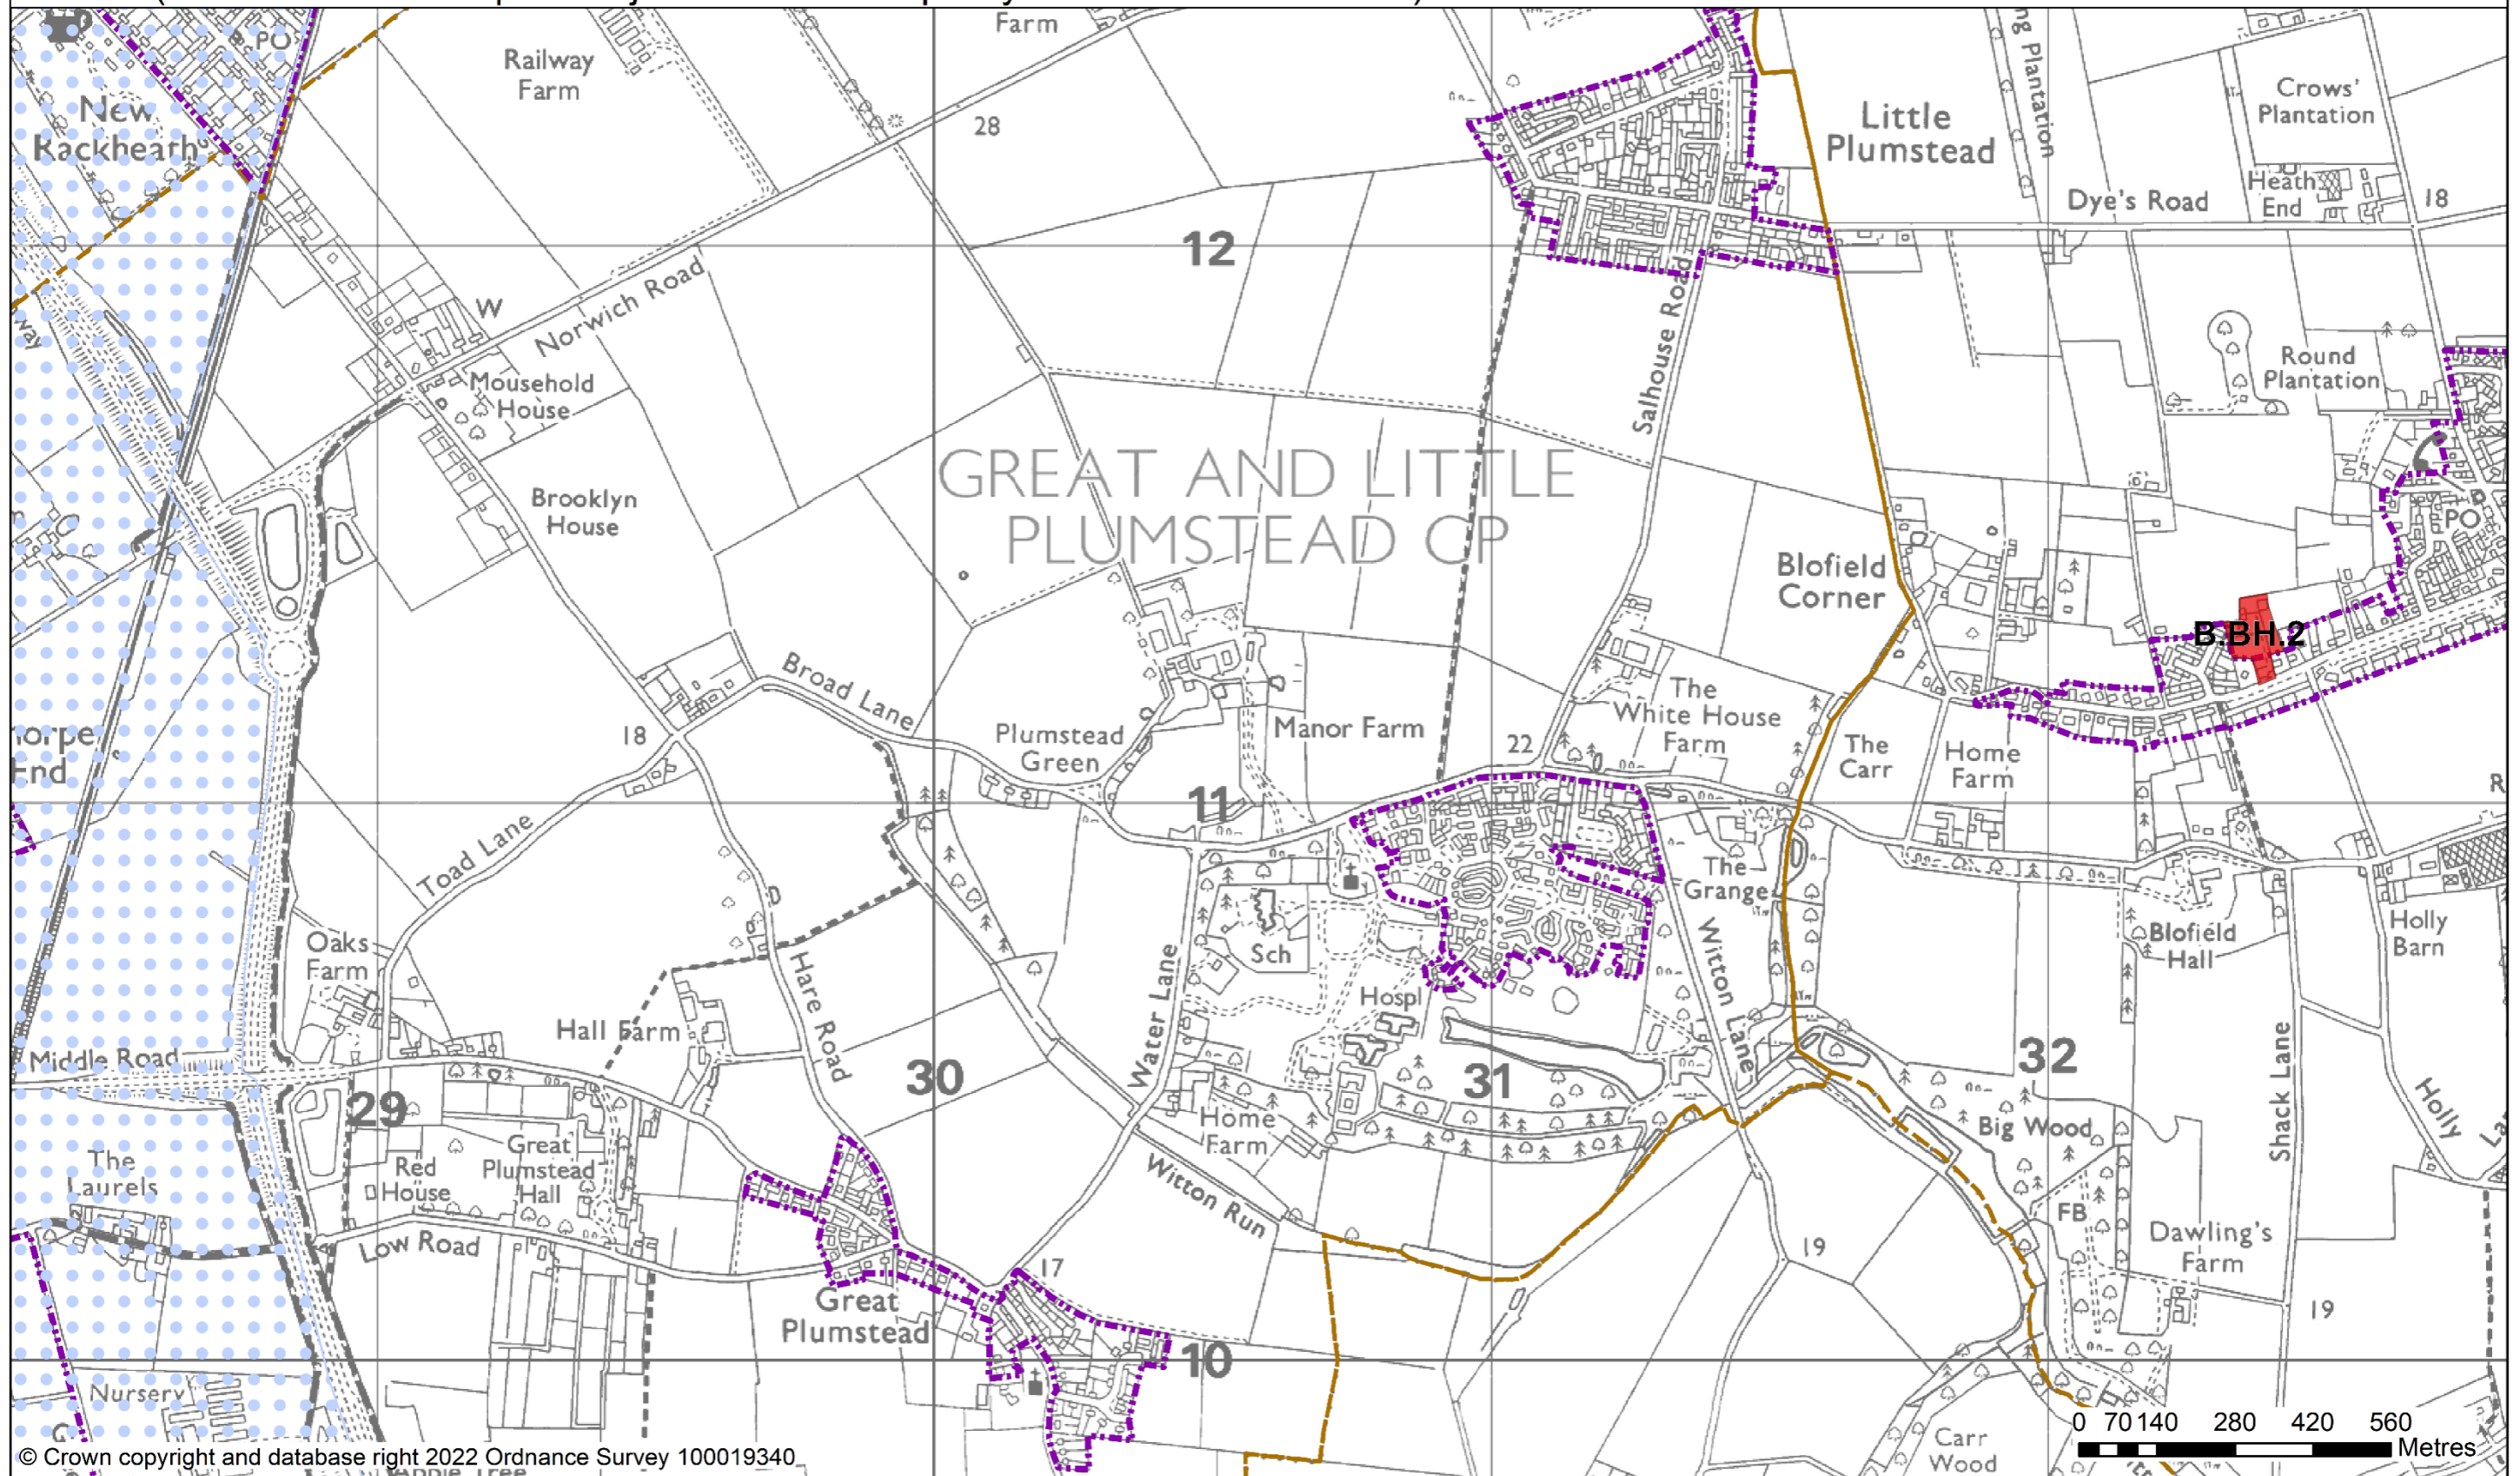 PO
Farm
Railway
Farm
New
Rackheath
28
Little
Plumstead
ng Plantation
Crows'
Plantation
Heath
End
Dye's Road
18
12
W
Norwich Road
Salhouse Road
Mousehold
House
Round
Plantation
Brooklyn
House
GREAT AND LITTLE
PLUMSTEAD CP
PO
Blofield
Corner
B.BH.2
Broad Lane
18
Plumstead
Green
Manor Farm
22
The
White House
Farm
The
Carr
Home
Farm
horpe
End
11
Toad Lane
The
Grange
Witton Lane
Blofield
Hall
Holly
Barn
Oaks
Farm
Sch
Hare Road
Water Lane
Hospl
Hall Farm
Middle Road
29
30
31
32
Shack Lane
Holly
La
Home
Farm
Big Wood
The
Laurels
Red
House
Great
Plumstead
Hall
Witton Run
FB
Low Road
19
Dawling's
Farm
17
Great
Plumstead
19
10
Nursery
Carr
Wood
0 70 140 280 420 560
Metres
© Crown copyright and database right 2022 Ordnance Survey 100019340